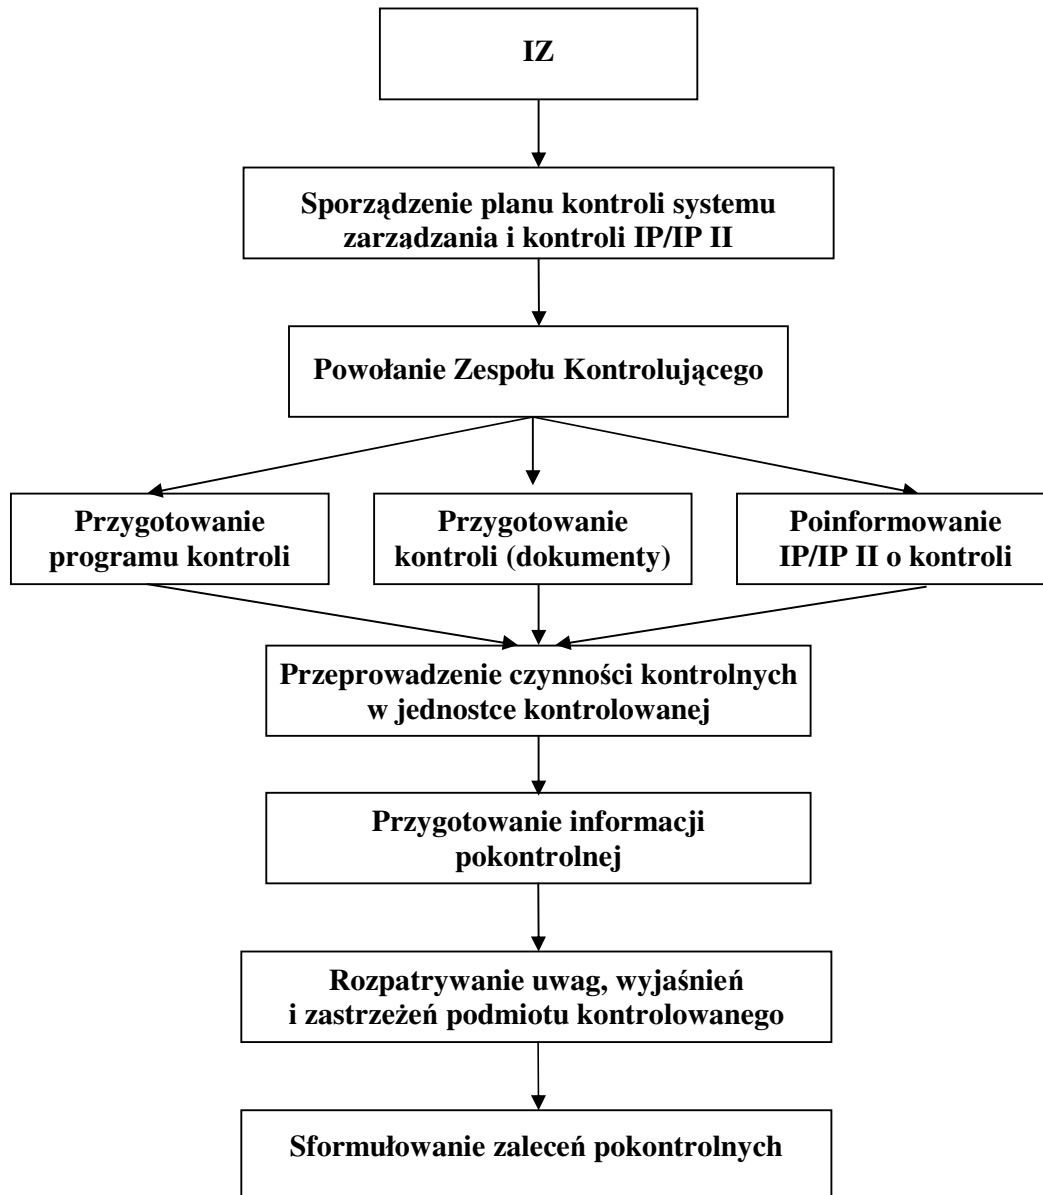 IZ
Sporządzenie planu kontroli systemu
zarządzania i kontroli IP/IP II
Powołanie Zespołu Kontrolującego
Przygotowanie
programu kontroli
Przygotowanie
kontroli (dokumenty)
Poinformowanie
IP/IP II o kontroli
Przeprowadzenie czynności kontrolnych
w jednostce kontrolowanej
Przygotowanie informacji
pokontrolnej
Rozpatrywanie uwag, wyjaśnień
i zastrzeżeń podmiotu kontrolowanego
Sformułowanie zaleceń pokontrolnych